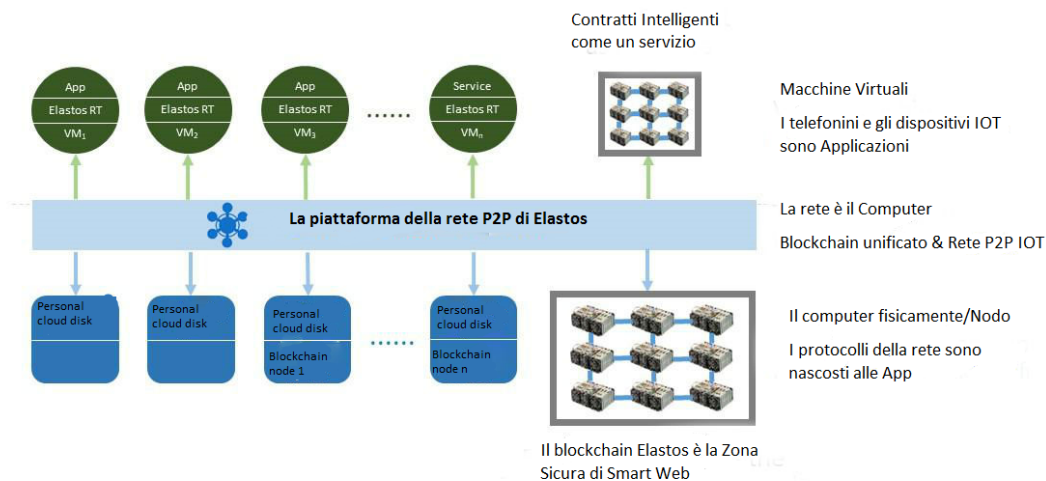 Contratti Intelligenti
come un servizio
App
Elastos RT
VM1
App
Elastos RT
VM2
App
Elastos RT
VM3
......
Service
Elastos RT
VMn
Macchine Virtuali
I telefonini e gli dispositivi IOT
sono Applicazioni
La piattaforma della rete P2P di Elastos
La rete è il Computer
Blockchain unificato & Rete P2P IOT
Personal
cloud disk
Personal
cloud disk
Personal
cloud disk
Blockchain
node 1
......
Personal
cloud disk
Blockchain
node n
Il computer fisicamente/Nodo
I protocolli della rete sono
nascosti alle App
Il blockchain Elastos è la Zona
Sicura di Smart Web